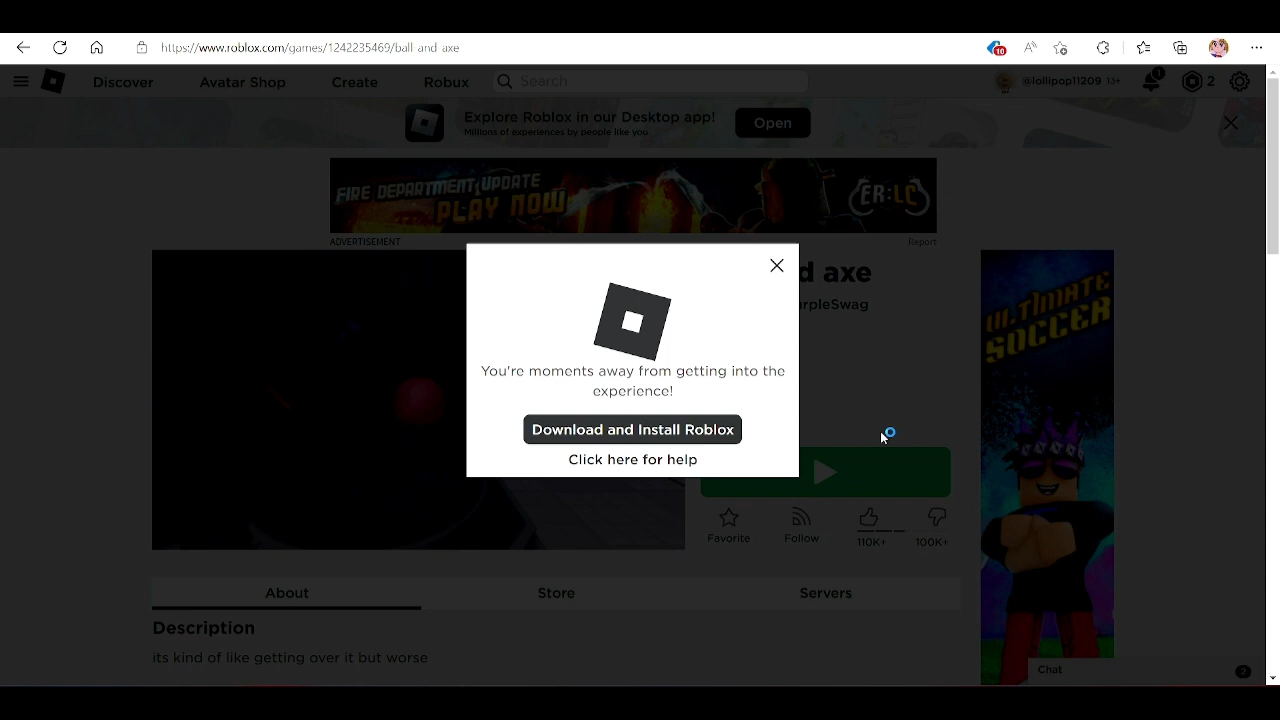 https://www.roblox.com/games/1242235469/ball-and-axe
10
Discover
Avatar Shop
Create
Robux
Search
@lollipop11209 13+
1
2
Explore Roblox in our Desktop app!
Millions of experiences by people like you
Open
FIRE DEPARTMENT UPDATE
PLAY NOW
ER:LC
ADVERTISEMENT
Report
d axe
rpleSwag
You're moments away from getting into the
experience!
Download and Install Roblox
Click here for help
ULTIMATE
SOCCER
Favorite
Follow
110K+
100K+
About
Store
Servers
Description
its kind of like getting over it but worse
Chat
2